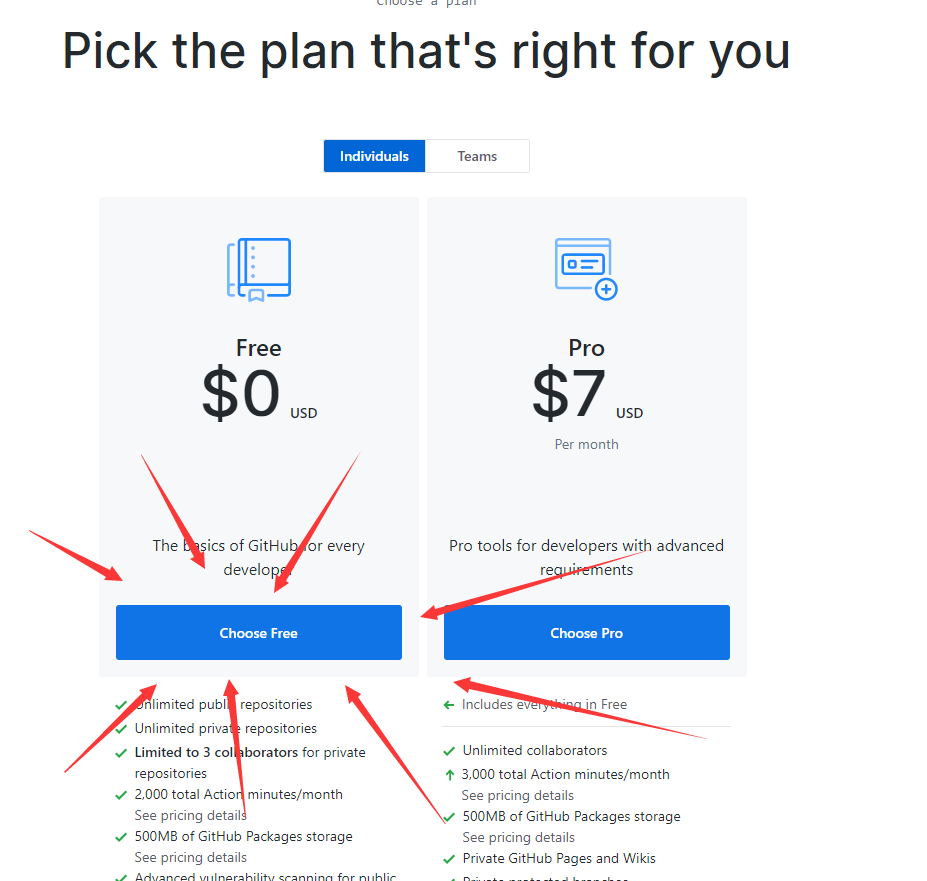 Choose a plan
Pick the plan that's right for you
Individuals
Teams
Free
$0 USD
The basics of GitHub for every
developer
Choose Free
Unlimited public repositories
Unlimited private repositories
Limited to 3 collaborators for private
repositories
2,000 total Action minutes/month
See pricing details
500MB of GitHub Packages storage
See pricing details
Advanced vulnerability scanning for public
Pro
$7 USD
Per month
Pro tools for developers with advanced
requirements
Choose Pro
Includes everything in Free
Unlimited collaborators
3,000 total Action minutes/month
See pricing details
500MB of GitHub Packages storage
See pricing details
Private GitHub Pages and Wikis
Private protected branches